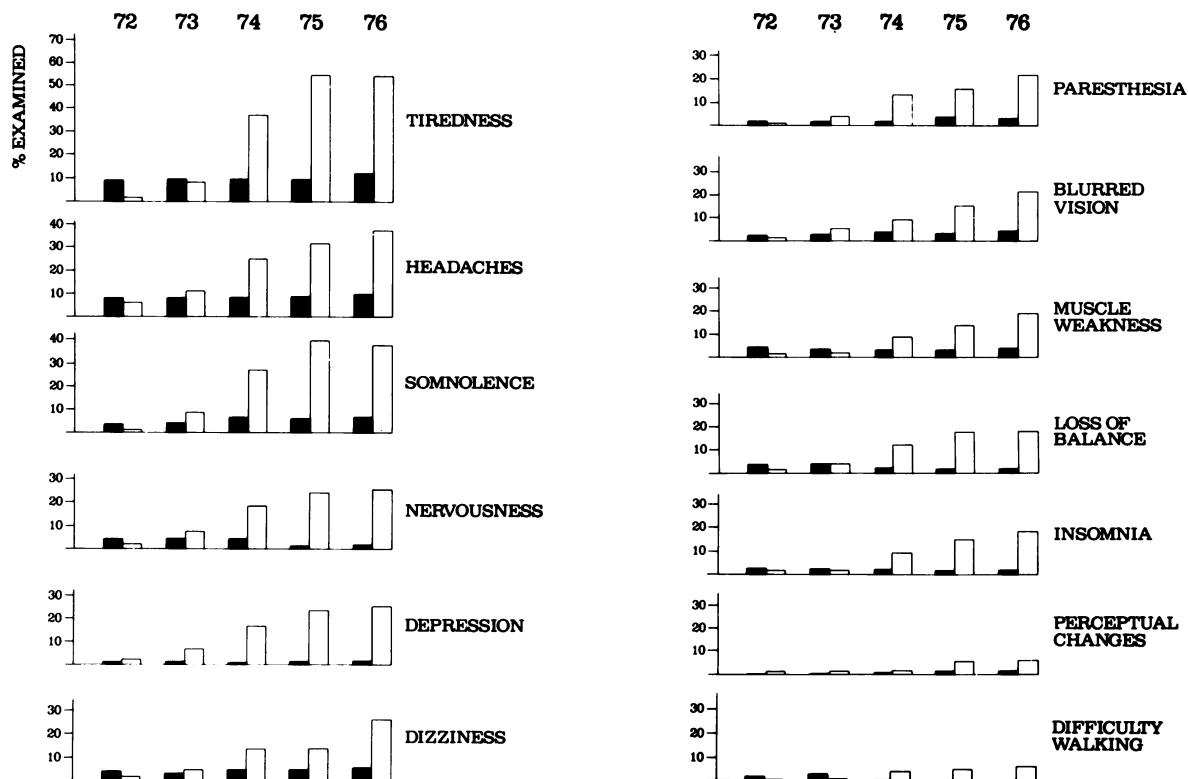 72 73 74 75 76
% EXAMINED
70
60
50
40
30
20
10
TIREDNESS
40
30
20
10
HEADACHES
40
30
20
10
SOMNOLENCE
30
20
10
NERVOUSNESS
30
20
10
DEPRESSION
30
20
10
DIZZINESS
72 73 74 75 76
30
20
10
PARESTHESIA
30
20
10
BLURRED
VISION
30
20
10
MUSCLE
WEAKNESS
30
20
10
LOSS OF
BALANCE
30
20
10
INSOMNIA
30
20
10
PERCEPTUAL
CHANGES
30
20
10
DIFFICULTY
WALKING